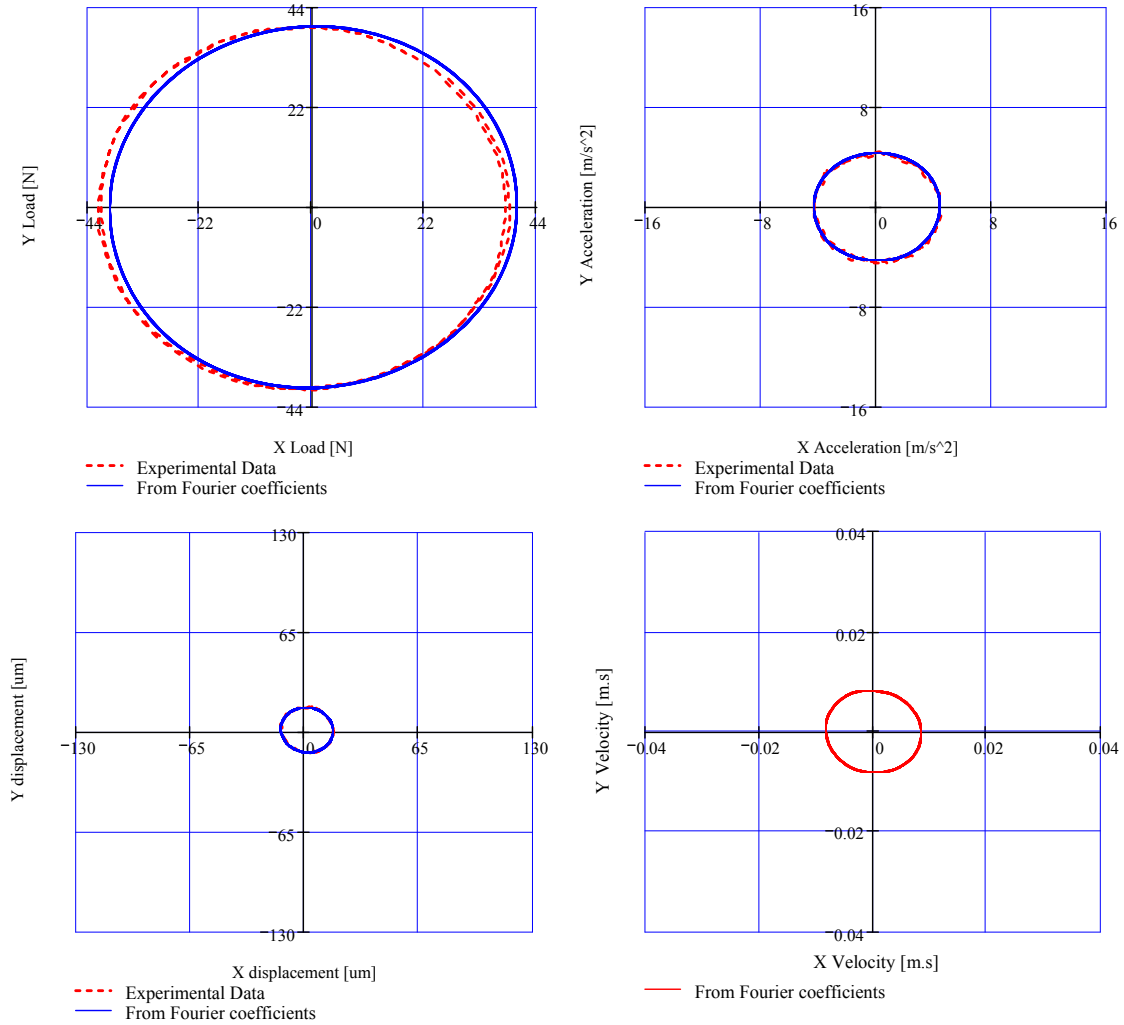 44
22
−44
−22
0
22
44
−22
−44
Y Load [N]
X Load [N]
Experimental Data
From Fourier coefficients
16
8
−16
−8
0
8
16
−8
−16
Y Acceleration [m/s^2]
X Acceleration [m/s^2]
Experimental Data
From Fourier coefficients
130
65
−130
−65
0
65
130
−65
−130
Y displacement [um]
X displacement [um]
Experimental Data
From Fourier coefficients
0.04
0.02
−0.04
−0.02
0
0.02
0.04
−0.02
−0.04
Y Velocity [m.s]
X Velocity [m.s]
From Fourier coefficients